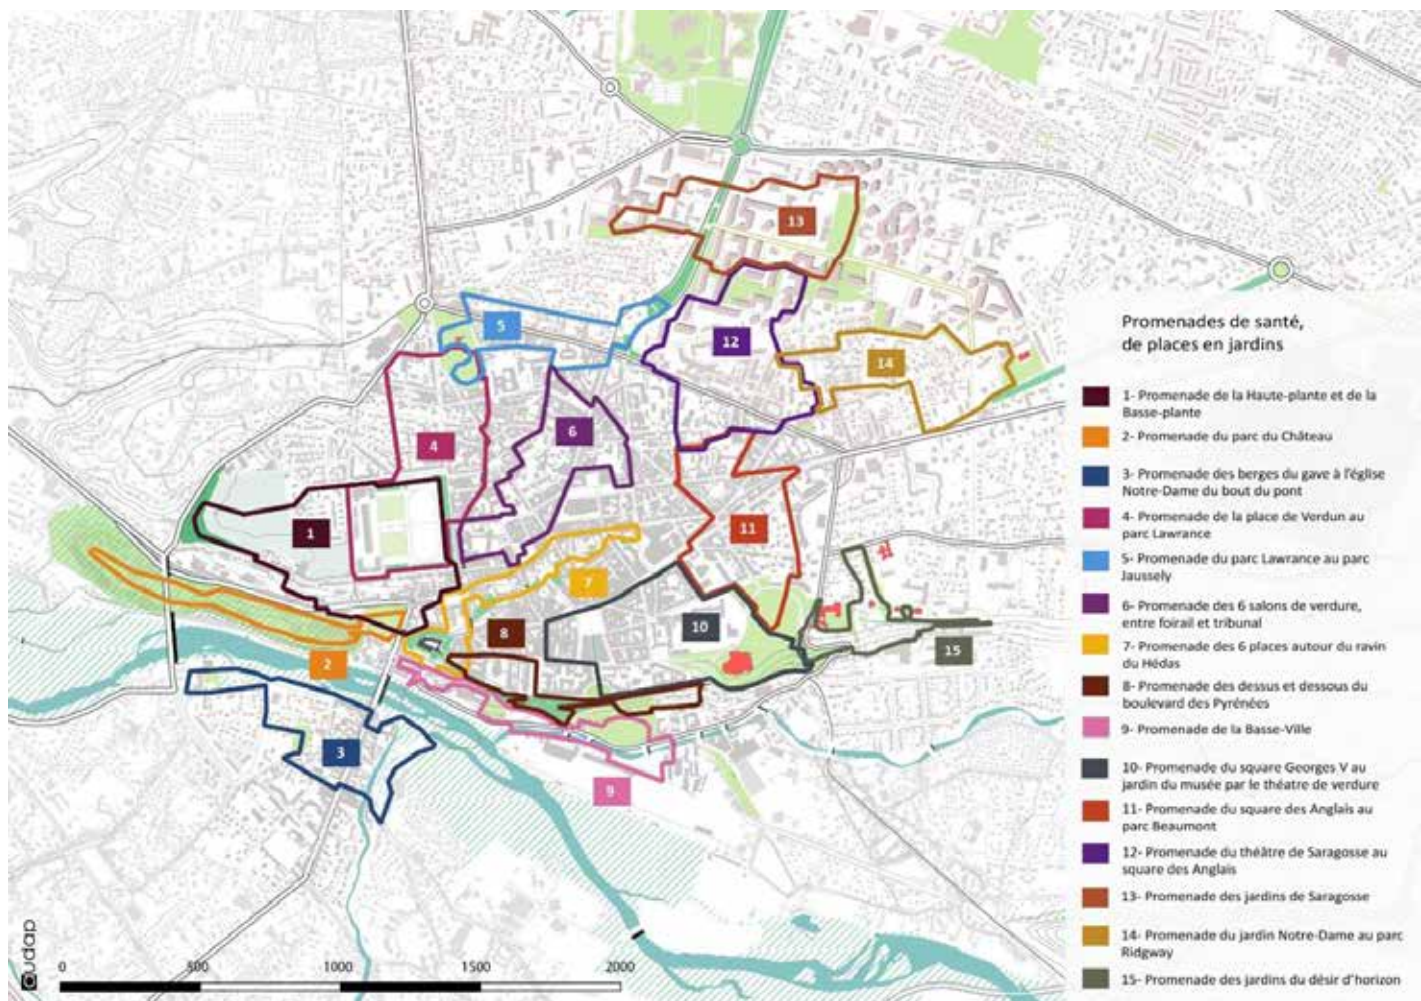 13
5
12
14
6
4
1
11
7
10
8
15
2
3
9
Promenades de santé,
de places en jardins
1- Promenade de la Haute-plante et de la
Basse-plante
2- Promenade du parc du Château
3- Promenade des berges du gave à l'église
Notre-Dame du bout du pont
4- Promenade de la place de Verdun au
parc Lawrance
5- Promenade du parc Lawrance au parc
Jaussely
6- Promenade des 6 salons de verdure,
entre foirail et tribunal
7- Promenade des 6 places autour du ravin
du Hédas
8- Promenade des dessus et dessous du
boulevard des Pyrénées
9- Promenade de la Basse-Ville
10- Promenade du square Georges V au
jardin du musée par le théatre de verdure
11- Promenade du square des Anglais au
parc Beaumont
12- Promenade du théâtre de Saragosse au
square des Anglais
13- Promenade des jardins de Saragosse
14- Promenade du jardin Notre-Dame au parc
Ridgway
15- Promenade des jardins du désir d'horizon
audap
0 500 1000 1500 2000